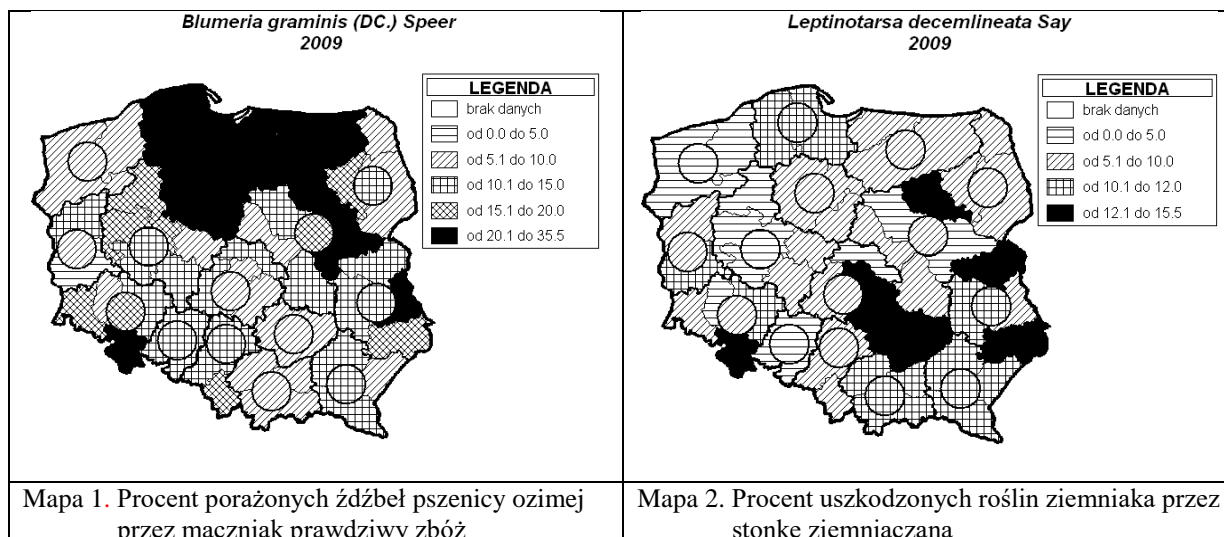 Blumeria graminis (DC.) Speer
2009
LEGENDA
brak danych
od 0.0 do 5.0
od 5.1 do 10.0
od 10.1 do 15.0
od 15.1 do 20.0
od 20.1 do 35.5
Mapa 1. Procent porażonych źdźbeł pszenicy ozimej
przez mączniak prawdziwy zbóż
Leptinotarsa decemlineata Say
2009
LEGENDA
brak danych
od 0.0 do 5.0
od 5.1 do 10.0
od 10.1 do 12.0
od 12.1 do 15.5
Mapa 2. Procent uszkodzonych roślin ziemniaka przez
stonkę ziemniaczaną